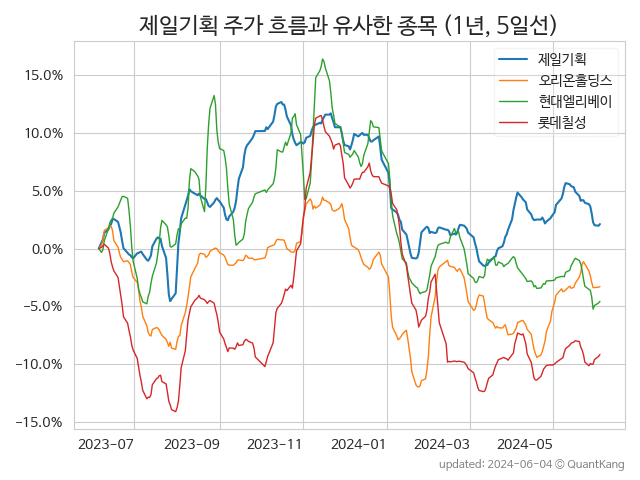 제일기획 주가 흐름과 유사한 종목 (1년, 5일선)
제일기획
오리온홀딩스
현대엘리베이
롯데칠성
15.0%
10.0%
5.0%
0.0%
-5.0%
-10.0%
-15.0%
2023-07 2023-09 2023-11 2024-01 2024-03 2024-05
updated: 2024-06-04 © QuantKang